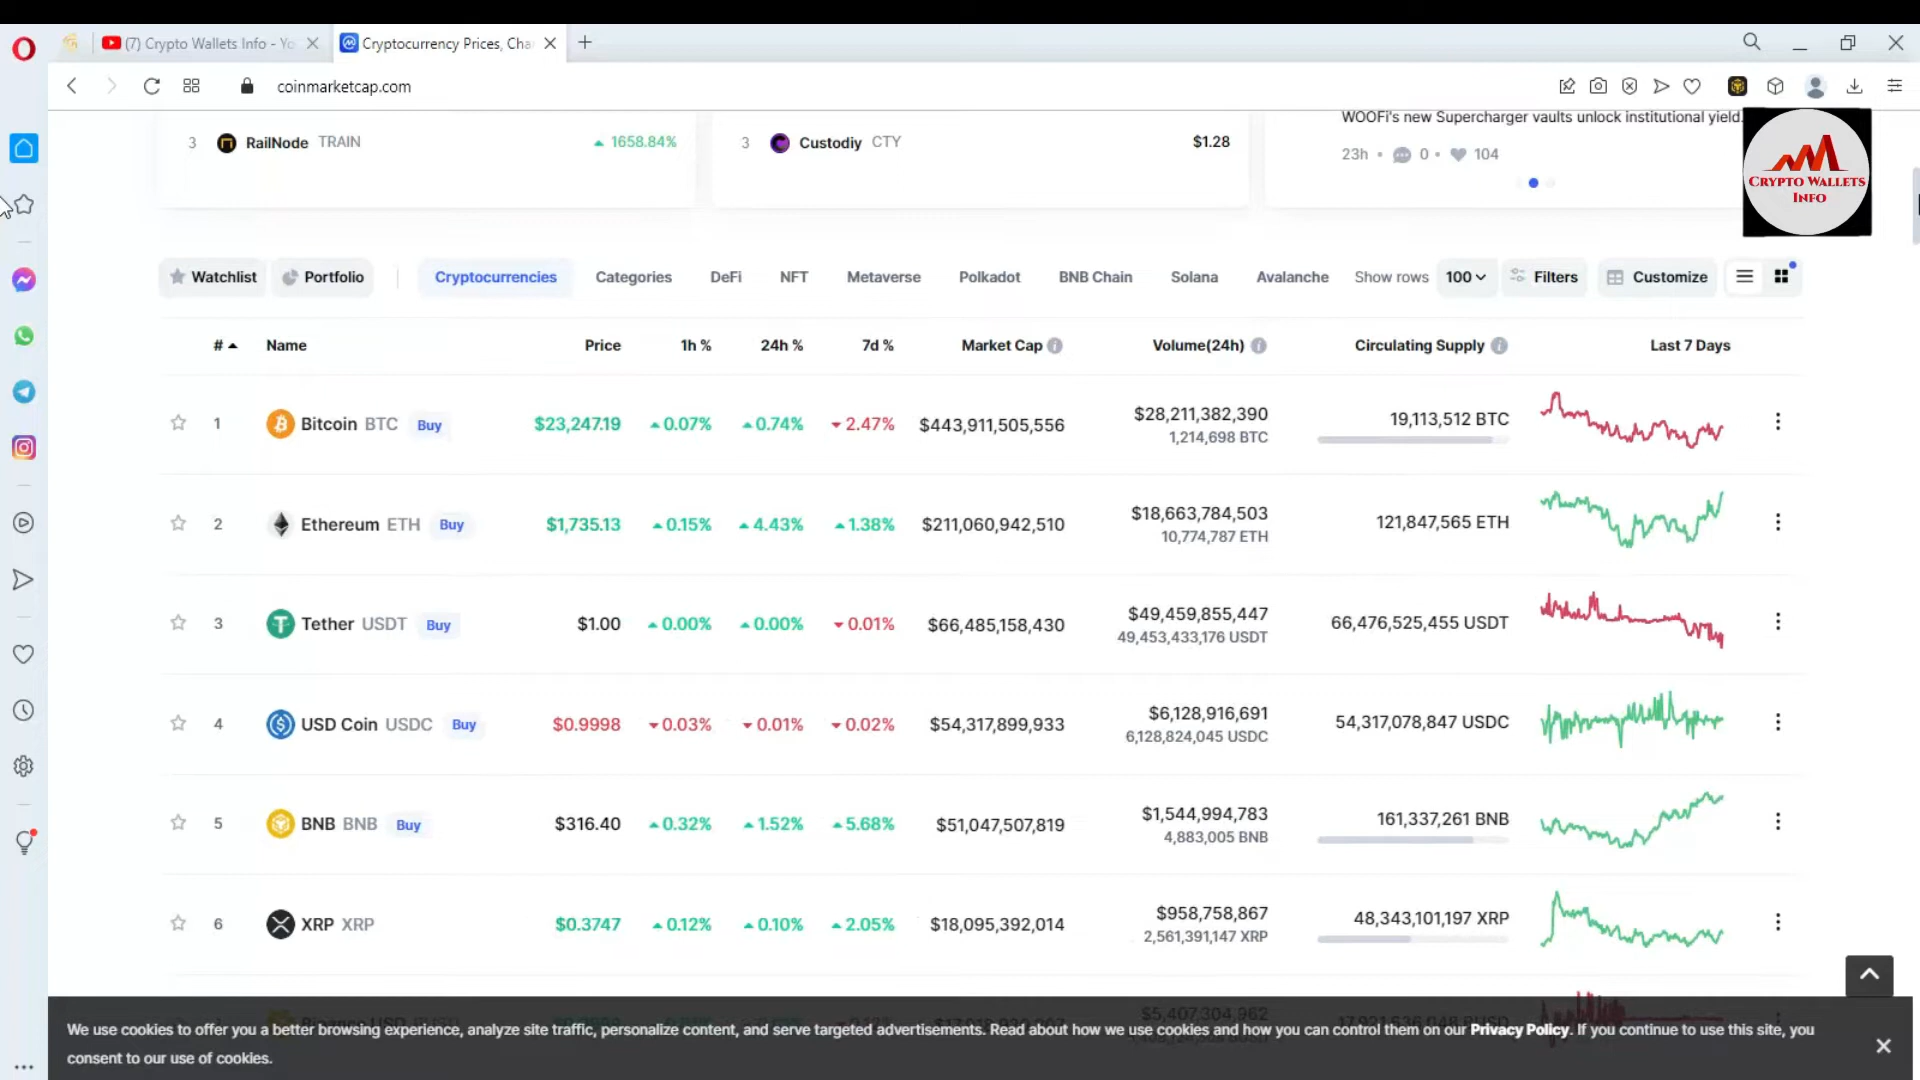 (7) Crypto Wallets Info - Yo
Cryptocurrency Prices, Cha
coinmarketcap.com
3 RailNode TRAIN 1658.84%
3 Custodiy CTY $1.28
WOOFi's new Supercharger vaults unlock institutional yield.
23h • 0 • 104
CRYPTO WALLETS
INFO
Watchlist Portfolio Cryptocurrencies Categories DeFi NFT Metaverse Polkadot BNB Chain Solana Avalanche Show rows 100 Filters Customize
# Name Price 1h % 24h % 7d % Market Cap Volume(24h) Circulating Supply Last 7 Days
1 Bitcoin BTC Buy $23,247.19 0.07% 0.74% 2.47% $443,911,505,556 $28,211,382,390 19,113,512 BTC
1,214,698 BTC
2 Ethereum ETH Buy $1,735.13 0.15% 4.43% 1.38% $211,060,942,510 $18,663,784,503 121,847,565 ETH
10,774,787 ETH
3 Tether USDT Buy $1.00 0.00% 0.00% 0.01% $66,485,158,430 $49,459,855,447 66,476,525,455 USDT
49,453,433,176 USDT
4 USD Coin USDC Buy $0.9998 0.03% 0.01% 0.02% $54,317,899,933 $6,128,916,691 54,317,078,847 USDC
6,128,824,045 USDC
5 BNB BNB Buy $316.40 0.32% 1.52% 5.68% $51,047,507,819 $1,544,994,783 161,337,261 BNB
4,883,005 BNB
6 XRP XRP $0.3747 0.12% 0.10% 2.05% $18,095,392,014 $958,758,867 48,343,101,197 XRP
2,561,391,147 XRP
$5,407,304,962
We use cookies to offer you a better browsing experience, analyze site traffic, personalize content, and serve targeted advertisements. Read about how we use cookies and how you can control them on our Privacy Policy. If you continue to use this site, you
consent to our use of cookies.